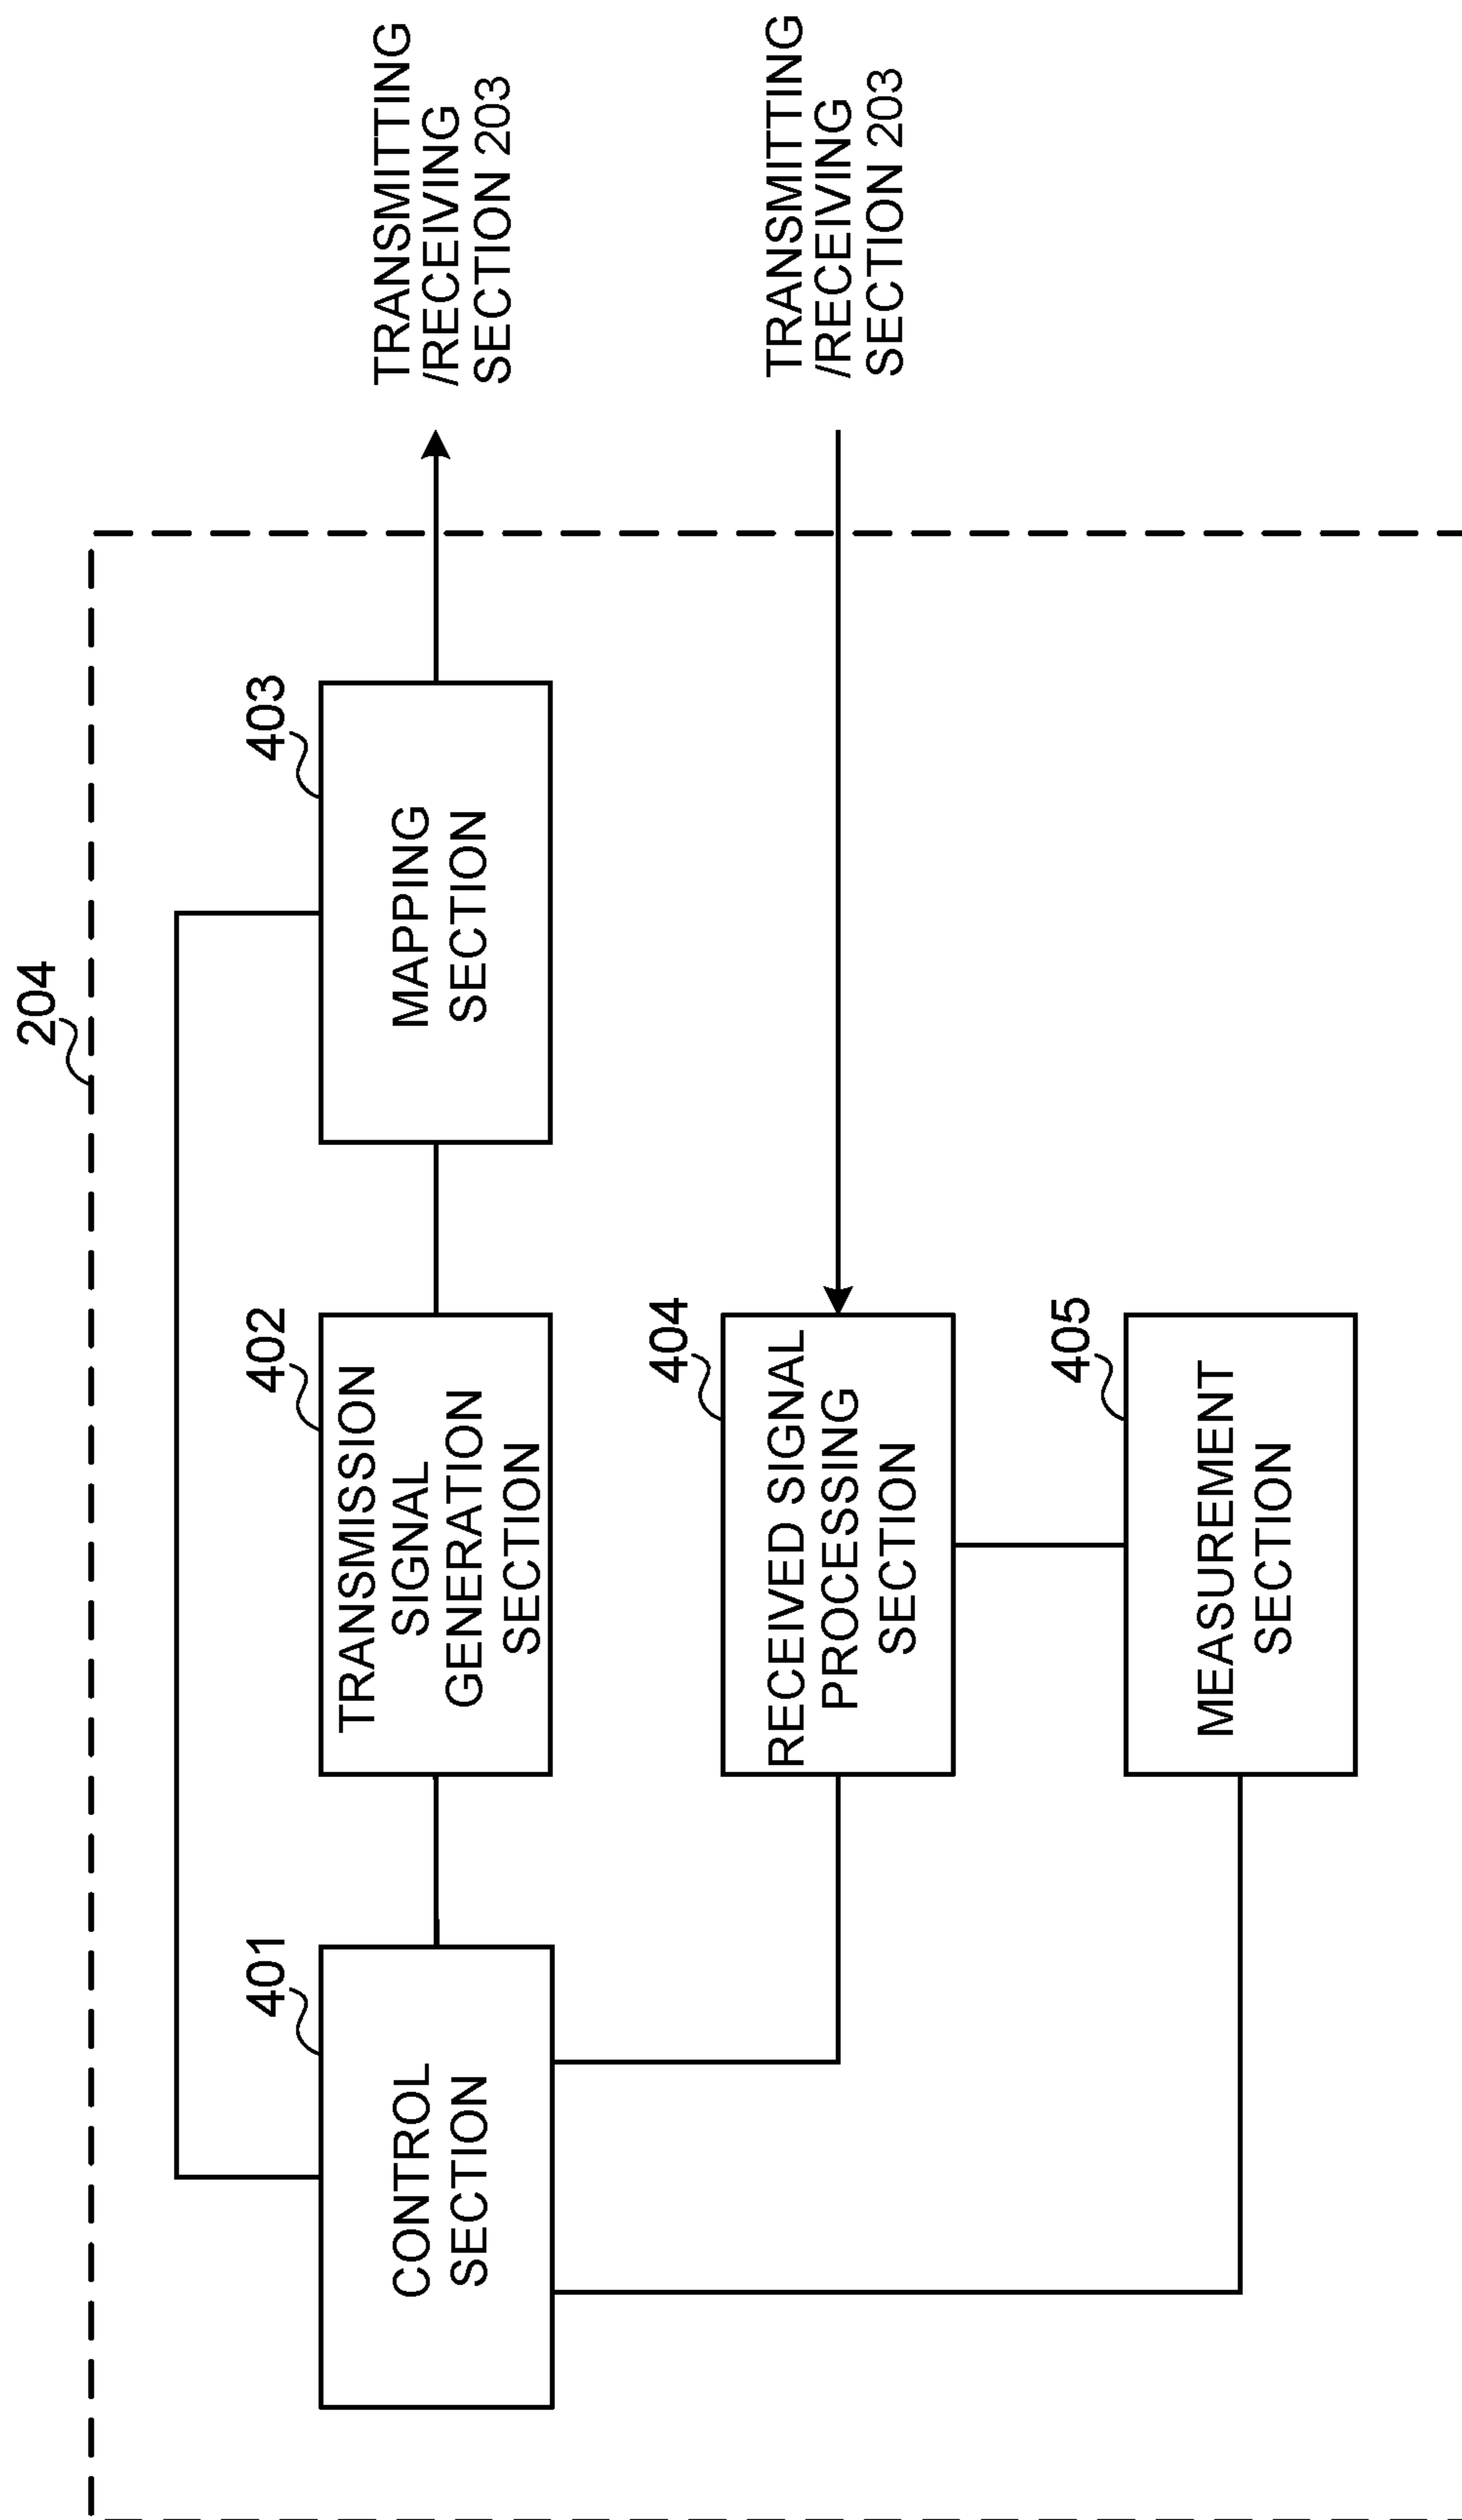 204
401
CONTROL
SECTION
402
TRANSMISSION
SIGNAL
GENERATION
SECTION
403
MAPPING
SECTION
TRANSMITTING
/RECEIVING
SECTION 203
404
RECEIVED SIGNAL
PROCESSING
SECTION
TRANSMITTING
/RECEIVING
SECTION 203
405
MEASUREMENT
SECTION